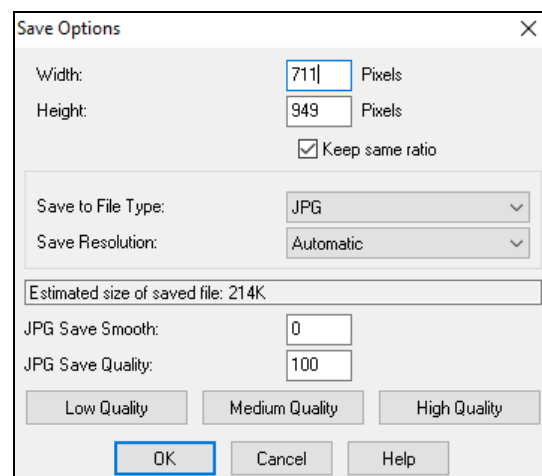 Save Options
Width: 711 Pixels
Height: 949 Pixels
Keep same ratio
Save to File Type: JPG
Save Resolution: Automatic
Estimated size of saved file: 214K
JPG Save Smooth: 0
JPG Save Quality: 100
Low Quality Medium Quality High Quality
OK Cancel Help